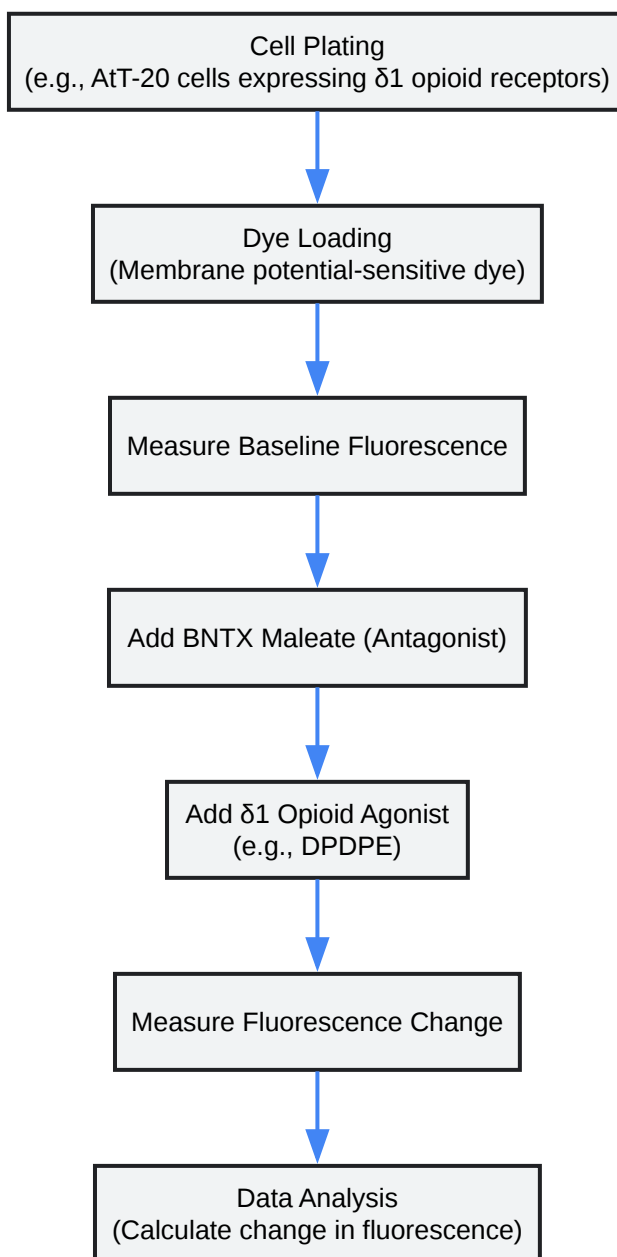 Cell Plating
(e.g., AtT-20 cells expressing δ1 opioid receptors)
Dye Loading
(Membrane potential-sensitive dye)
Measure Baseline Fluorescence
Add BNTX Maleate (Antagonist)
Add δ1 Opioid Agonist
(e.g., DPDPE)
Measure Fluorescence Change
Data Analysis
(Calculate change in fluorescence)